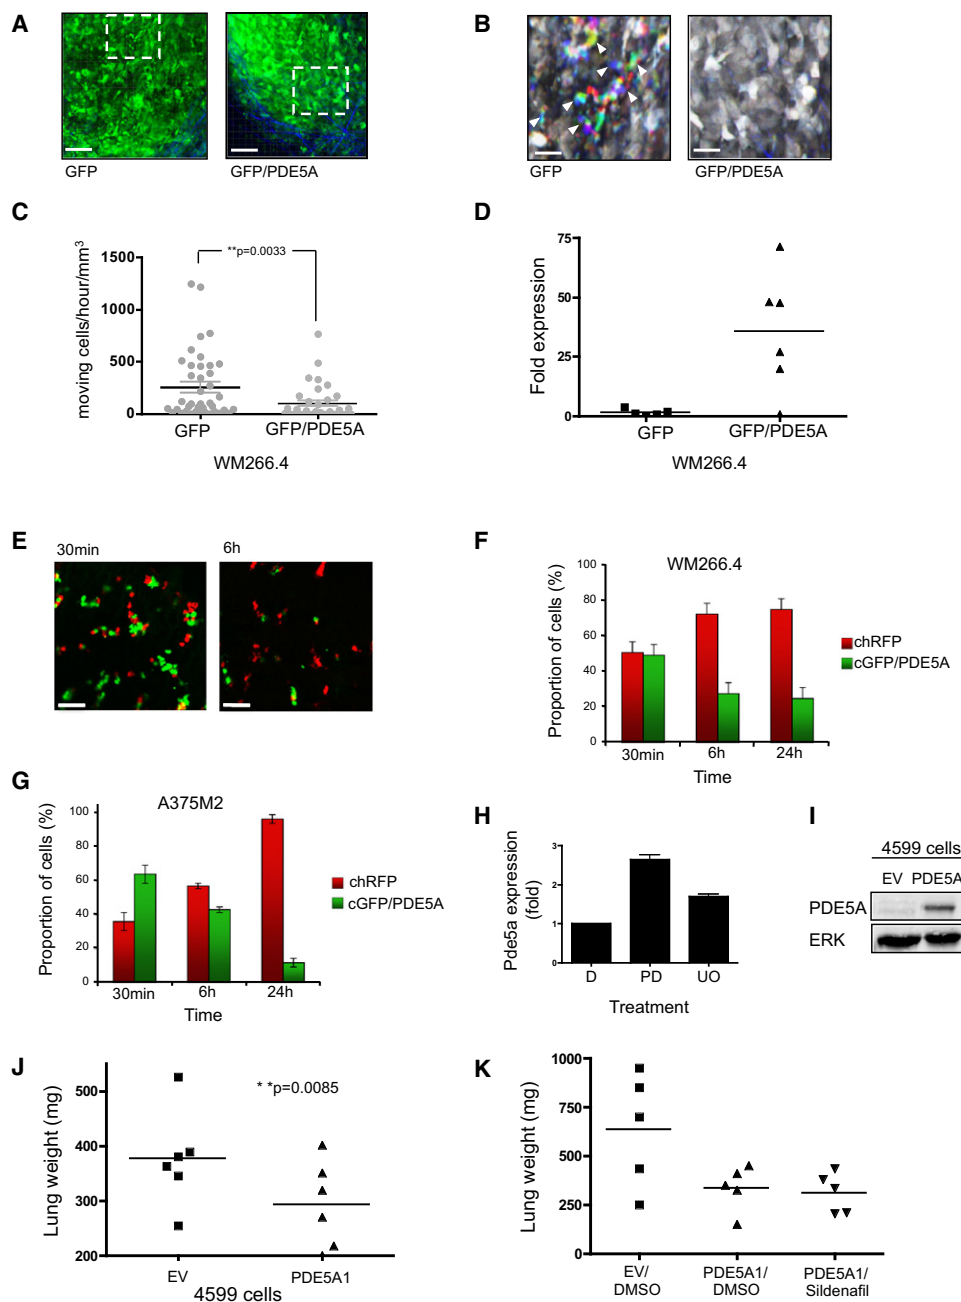 A
GFP
GFP/PDE5A
B
GFP
GFP/PDE5A
C
moving cells/hour/mm³
1500
1000
500
0
**p=0.0033
GFP
GFP/PDE5A
WM266.4
D
Fold expression
75
50
25
0
GFP
GFP/PDE5A
WM266.4
E
30min
6h
F
WM266.4
Proportion of cells (%)
100
80
60
40
20
0
30min
6h
24h
Time
chRFP
cGFP/PDE5A
G
A375M2
Proportion of cells (%)
100
80
60
40
20
0
30min
6h
24h
Time
chRFP
cGFP/PDE5A
H
Pde5a expression
(fold)
3
2
1
0
D
PD
UO
Treatment
I
4599 cells
EV PDE5A
PDE5A
ERK
J
Lung weight (mg)
500
400
300
200
* *p=0.0085
EV
PDE5A1
4599 cells
K
Lung weight (mg)
1000
750
500
250
0
EV/
DMSO
PDE5A1/
DMSO
PDE5A1/
Sildenafil